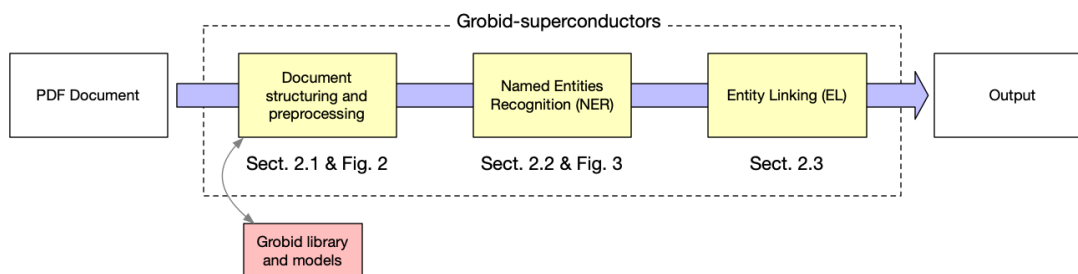 Grobid-superconductors
PDF Document
Document
structuring and
preprocessing
Named Entities
Recognition (NER)
Entity Linking (EL)
Output
Sect. 2.1 & Fig. 2
Sect. 2.2 & Fig. 3
Sect. 2.3
Grobid library
and models